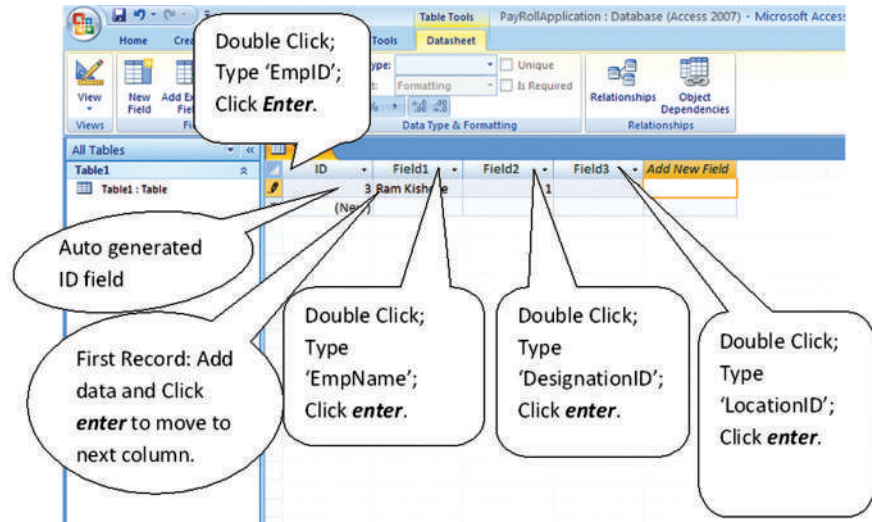 Table Tools PayRollApplication : Database (Access 2007) - Microsoft Access
Home Tools Datasheet
Double Click;
Type 'EmpID';
Click Enter.
Unique
Formatting Is Required
View
New Field
Add
Relationships
Object Dependencies
Views Data Type & Formatting Relationships
All Tables
Table1
Table1 : Table
ID Field1 Field2 Field3 Add New Field
3 Ram 1
Auto generated
ID field
First Record: Add
data and Click
enter to move to
next column.
Double Click;
Type
'EmpName';
Click enter.
Double Click;
Type
'DesignationID';
Click enter.
Double Click;
Type
'LocationID';
Click enter.